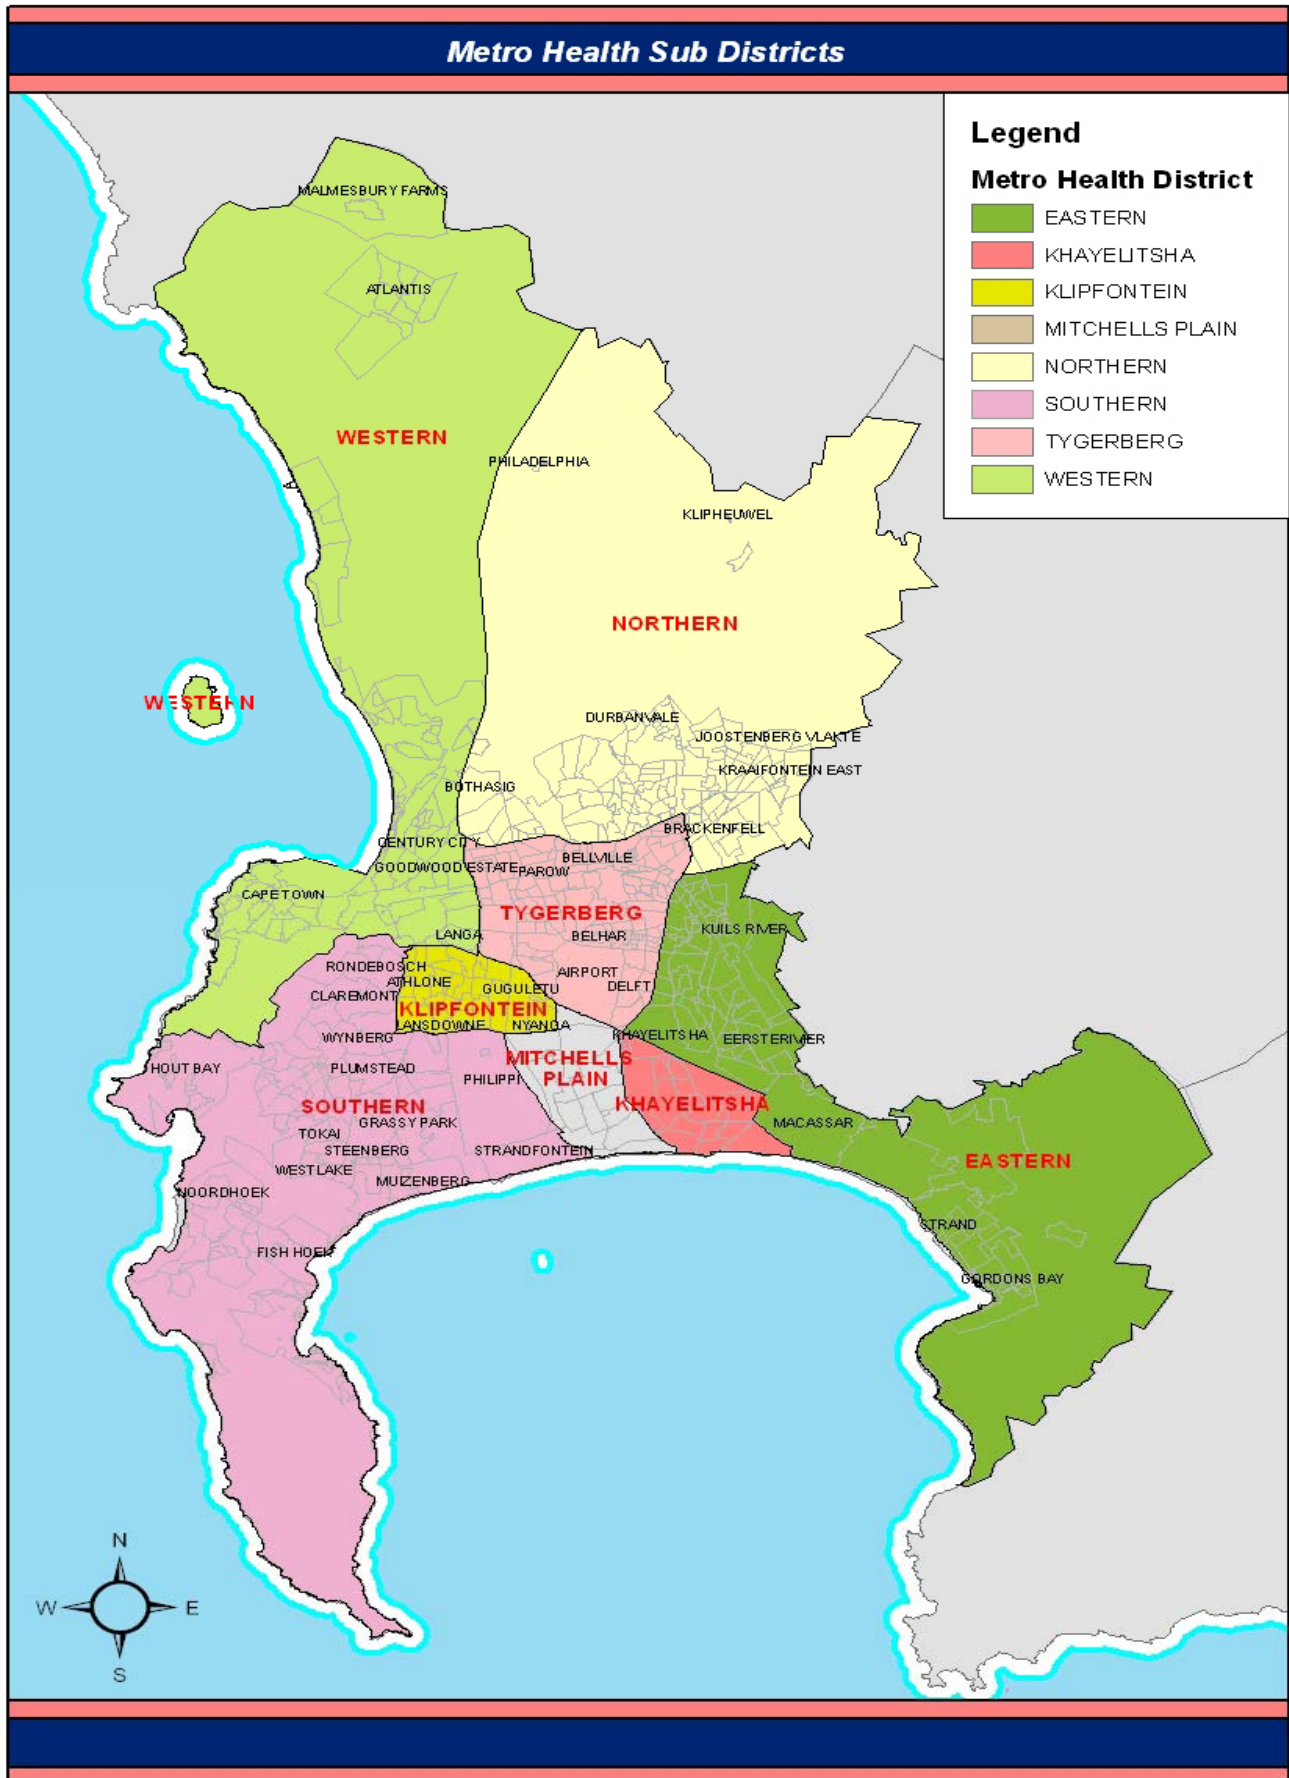 Metro Health Sub Districts
Legend
Metro Health District
EASTERN
KHAYELITSHA
KLIPFONTEIN
MITCHELLS PLAIN
NORTHERN
SOUTHERN
TYGERBERG
WESTERN
MALMESBURY FARMS
ATLANTIS
WESTERN
PHILADELPHIA
KLIPHEUWEL
NORTHERN
WESTERN
DURBANVALE
JOOSTENBERG VLAKTE
KRAAIFONTEIN EAST
BOTHASIG
BRACKENFELL
CENTURY CITY
BELLVILLE
GOODWOOD ESTATE
PAROW
CAPE TOWN
TYGERBERG
KUILS RIVER
LANGA
BELHAR
RONDEBOSCH
AIRPORT
ATHLONE
DELFT
GUGULETU
CLAREMONT
KLIPFONTEIN
LANSDOWNE
NYANGA
WYNBERG
KHAYELITSHA
EERSTERIVIER
MITCHELLS
PLAIN
HOUT BAY
PLUMSTEAD
PHILIPPI
KHAYELITSHA
SOUTHERN
GRASSY PARK
MACASSAR
TOKAI
STEENBERG
STRANDFONTEIN
EASTERN
WESTLAKE
MUIZENBERG
NOORDHOEK
STRAND
FISH HOEK
GORDONS BAY
N
W
E
S